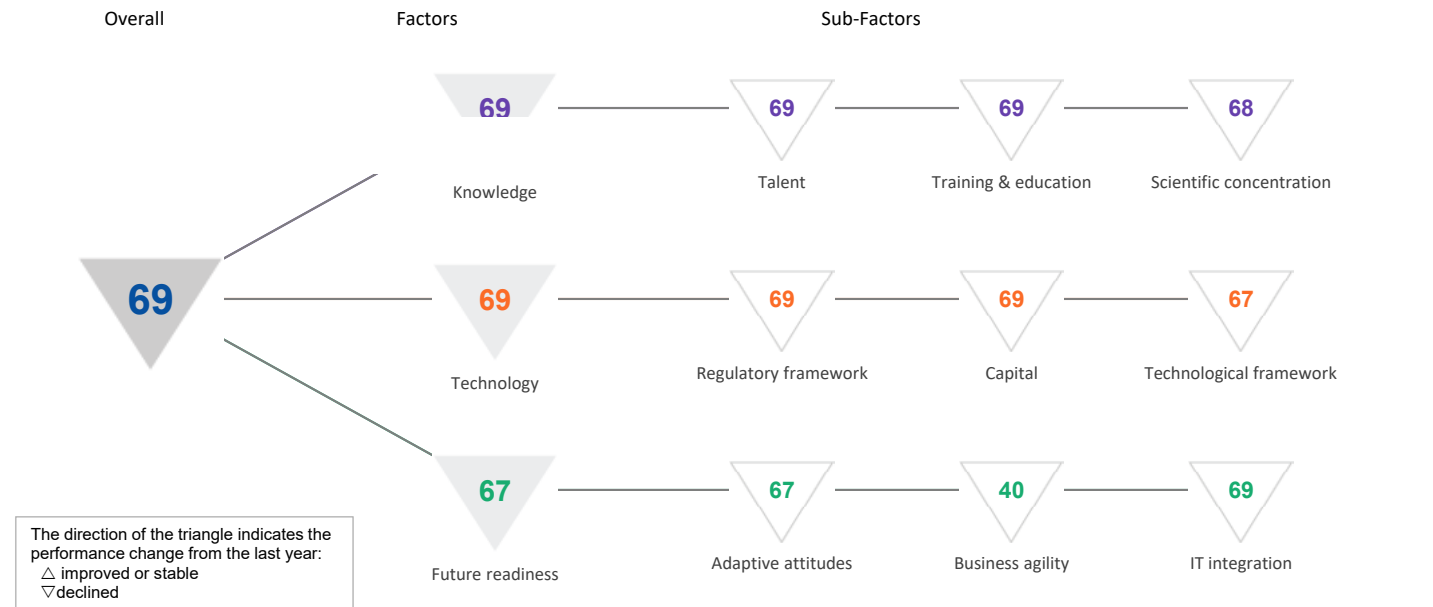 Overall Factors Sub-Factors
69 69 69 68
Knowledge Talent Training & education Scientific concentration
69 69 69 69 67
Technology Regulatory framework Capital Technological framework
67 67 40 69
Future readiness Adaptive attitudes Business agility IT integration
The direction of the triangle indicates the
performance change from the last year:
△ improved or stable
▽declined